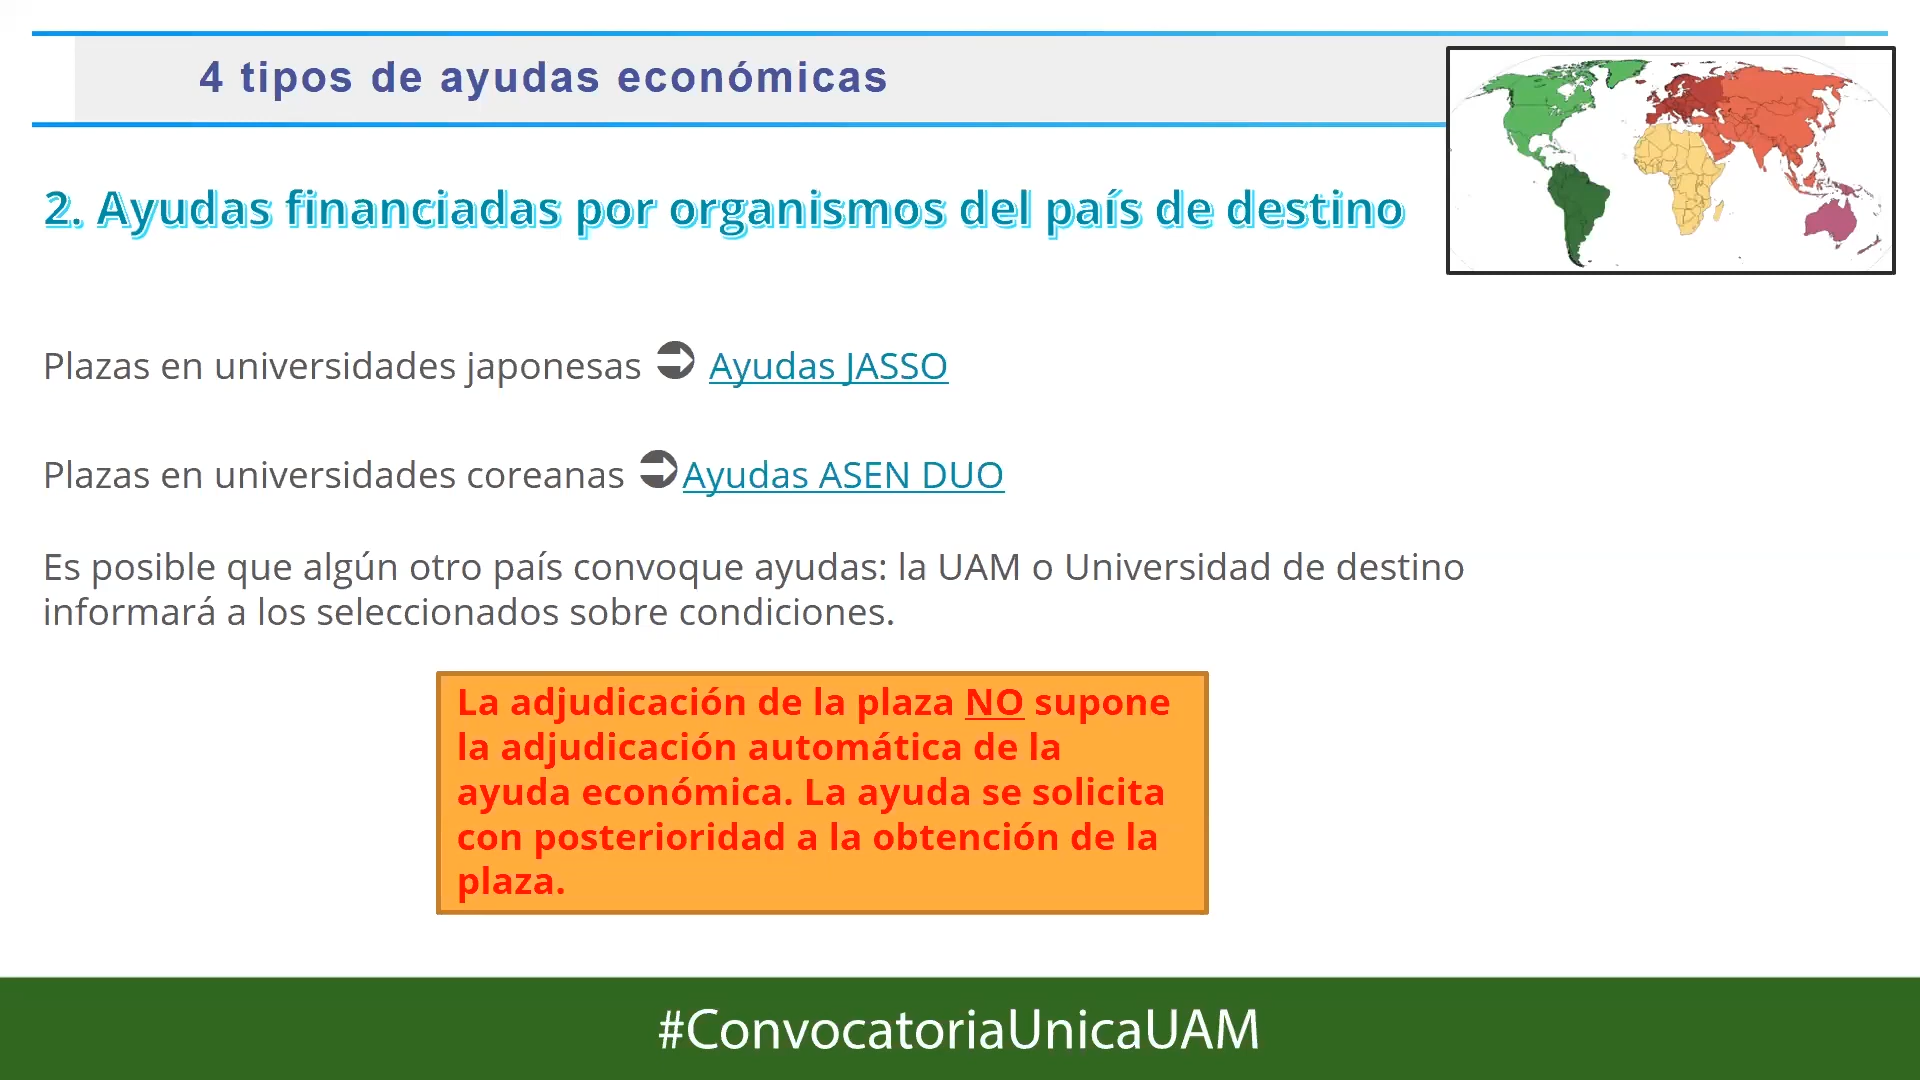 4 tipos de ayudas económicas
2. Ayudas financiadas por organismos del país de destino
Plazas en universidades japonesas ➲ Ayudas JASSO
Plazas en universidades coreanas ➲Ayudas ASEN DUO
Es posible que algún otro país convoque ayudas: la UAM o Universidad de destino
informará a los seleccionados sobre condiciones.
La adjudicación de la plaza NO supone
la adjudicación automática de la
ayuda económica. La ayuda se solicita
con posterioridad a la obtención de la
plaza.
#ConvocatoriaUnicaUAM